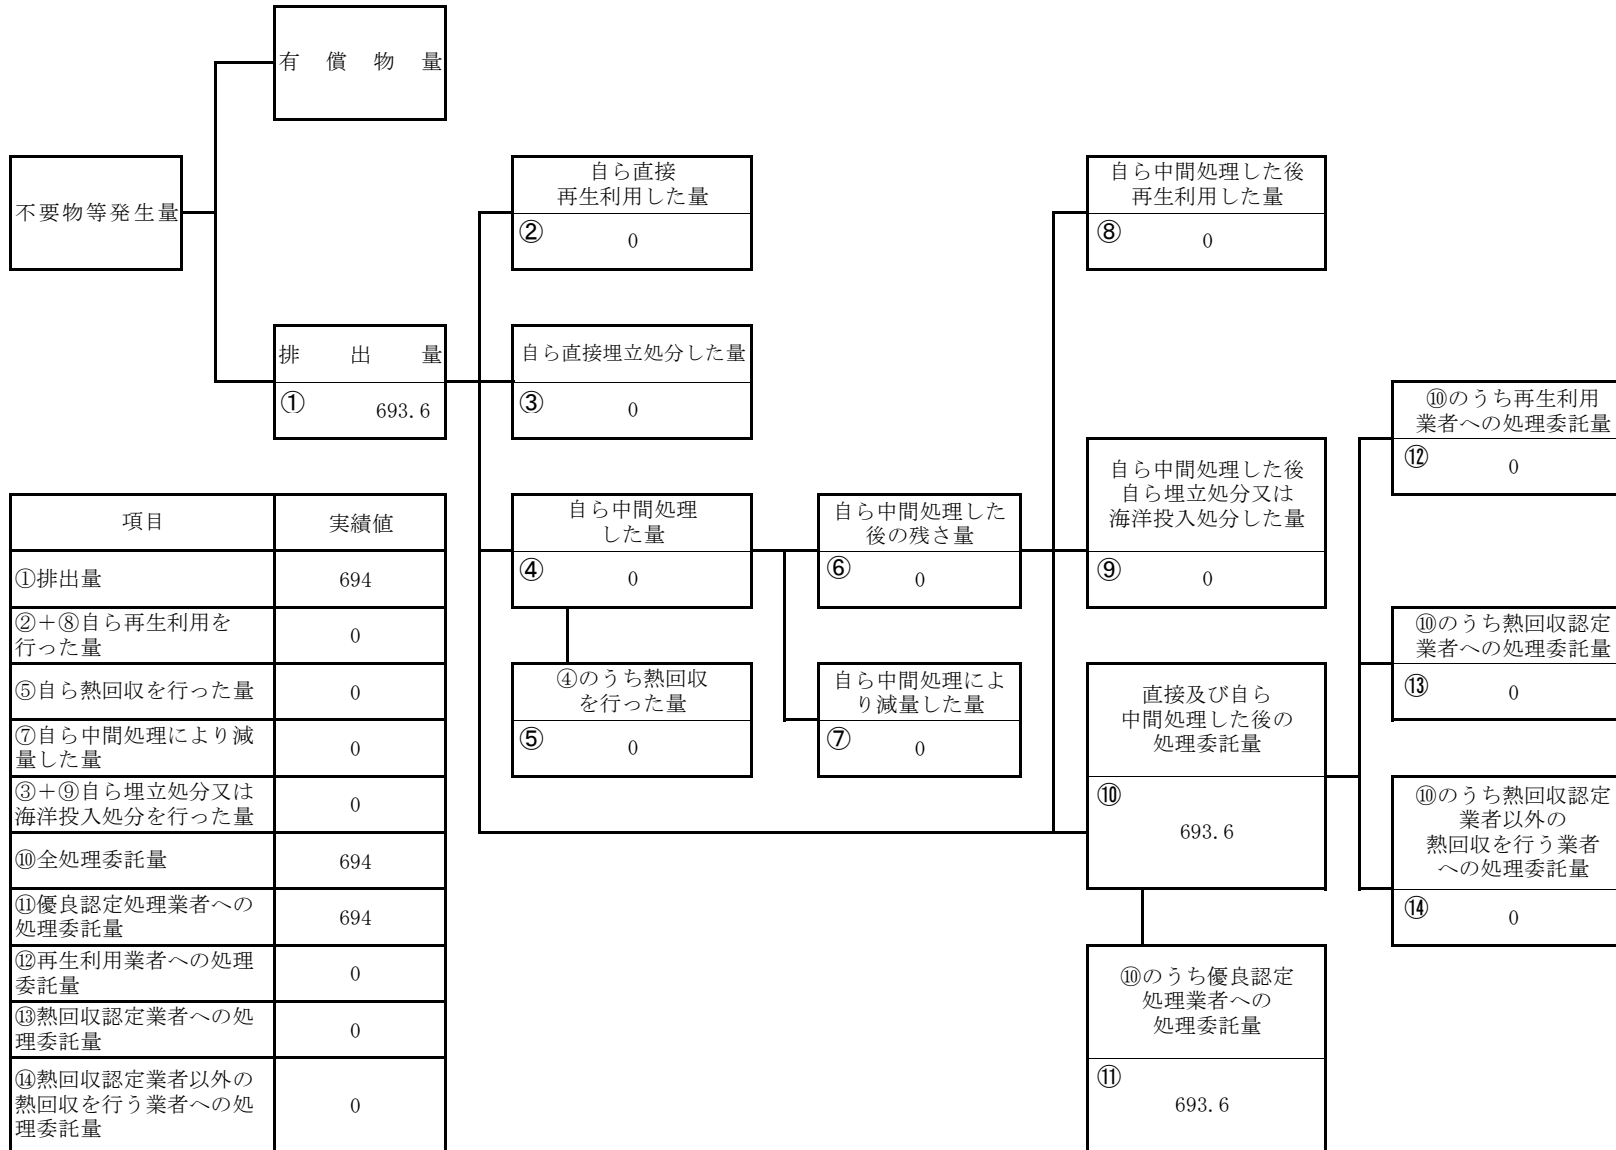 有償物量
不要物等発生量
排出量
① 693.6
自ら直接
再生利用した量
② 0
自ら直接埋立処分した量
③ 0
自ら中間処理
した量
④ 0
④のうち熱回収
を行った量
⑤ 0
自ら中間処理した
後の残さ量
⑥ 0
自ら中間処理によ
り減量した量
⑦ 0
自ら中間処理した後
再生利用した量
⑧ 0
自ら中間処理した後
自ら埋立処分又は
海洋投入処分した量
⑨ 0
直接及び自ら
中間処理した後の
処理委託量
⑩
693.6
⑩のうち優良認定
処理業者への
処理委託量
⑪
693.6
⑩のうち再生利用
業者への処理委託量
⑫ 0
⑩のうち熱回収認定
業者への処理委託量
⑬ 0
⑩のうち熱回収認定
業者以外の
熱回収を行う業者
への処理委託量
⑭ 0
項目 実績値
①排出量 694
②+⑧自ら再生利用を
行った量 0
⑤自ら熱回収を行った量 0
⑦自ら中間処理により減
量した量 0
③+⑨自ら埋立処分又は
海洋投入処分を行った量 0
⑩全処理委託量 694
⑪優良認定処理業者への
処理委託量 694
⑫再生利用業者への処理
委託量 0
⑬熱回収認定業者への処
理委託量 0
⑭熱回収認定業者以外の
熱回収を行う業者への処
理委託量 0